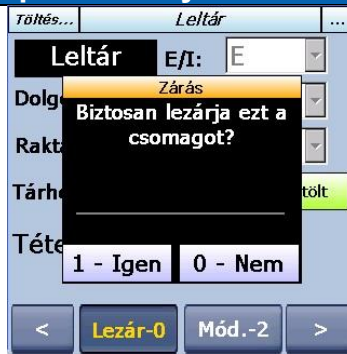 Töltés... Leltár ...
Leltár E/I: E
Zárás
Biztosan lezárja ezt a
csomagot?
1 - Igen 0 - Nem
< Lezár-0 Mód.-2 >